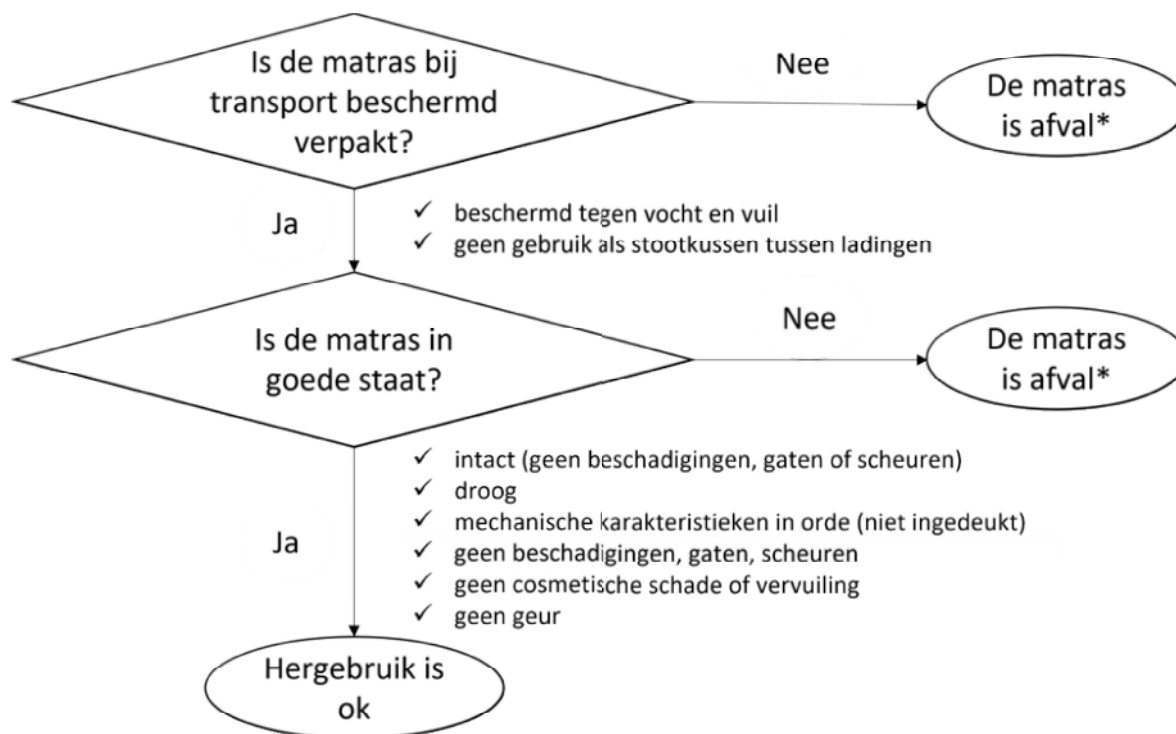 Is de matras bij
transport beschermd
verpakt?
Nee
De matras
is afval*
Ja
✓ beschermd tegen vocht en vuil
✓ geen gebruik als stootkussen tussen ladingen
Is de matras in
goede staat?
Nee
De matras
is afval*
Ja
✓ intact (geen beschadigingen, gaten of scheuren)
✓ droog
✓ mechanische karakteristieken in orde (niet ingedeukt)
✓ geen beschadigingen, gaten, scheuren
✓ geen cosmetische schade of vervuiling
✓ geen geur
Hergebruik is
ok